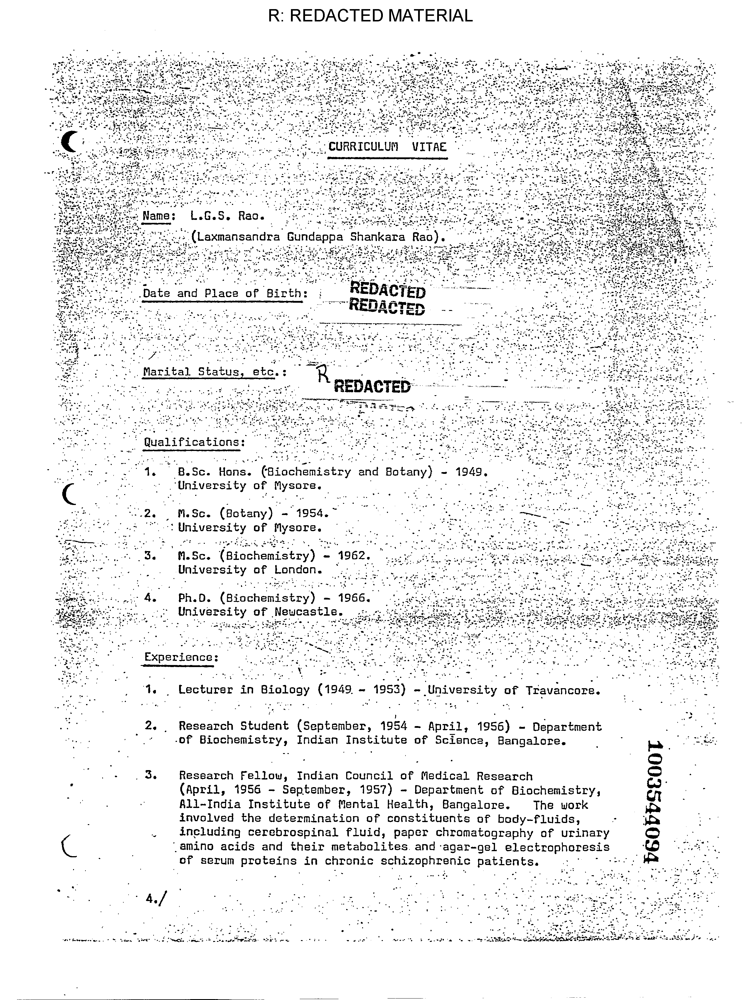 R: REDACTED MATERIAL
CURRICULUM VITAE
Name: L.G.S. Rao.
(Laxmansandra Gundappa Shankara Rao).
Date and Place of Birth: REDACTED
REDACTED
Marital Status, etc.: R REDACTED
Qualifications:
1. B.Sc. Hons. (Biochemistry and Botany) - 1949.
University of Mysore.
2. M.Sc. (Botany) - 1954.
University of Mysore.
3. M.Sc. (Biochemistry) - 1962.
University of London.
4. Ph.D. (Biochemistry) - 1966.
University of Newcastle.
Experience:
1. Lecturer in Biology (1949 - 1953) - University of Travancore.
2. Research Student (September, 1954 - April, 1956) - Department
of Biochemistry, Indian Institute of Science, Bangalore.
3. Research Fellow, Indian Council of Medical Research
(April, 1956 - September, 1957) - Department of Biochemistry,
All-India Institute of Mental Health, Bangalore. The work
involved the determination of constituents of body-fluids,
including cerebrospinal fluid, paper chromatography of urinary
amino acids and their metabolites and agar-gel electrophoresis
of serum proteins in chronic schizophrenic patients.
4./
1003544094